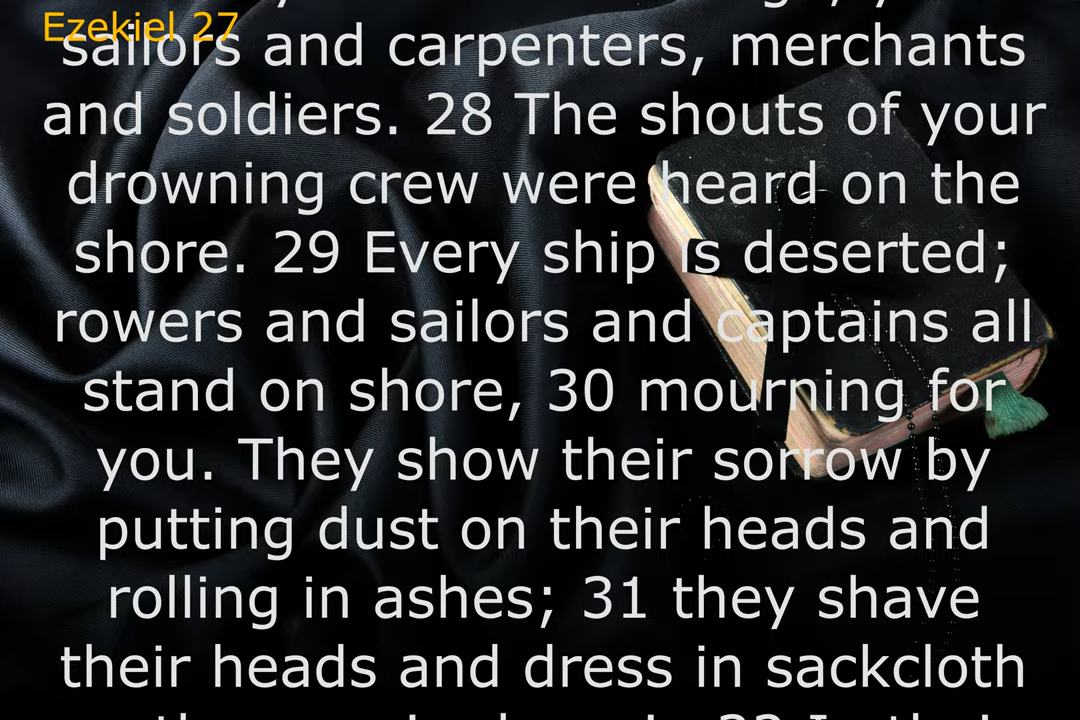 Ezekiel 27
sailors and carpenters, merchants
and soldiers. 28 The shouts of your
drowning crew were heard on the
shore. 29 Every ship is deserted;
rowers and sailors and captains all
stand on shore, 30 mourning for
you. They show their sorrow by
putting dust on their heads and
rolling in ashes; 31 they shave
their heads and dress in sackcloth